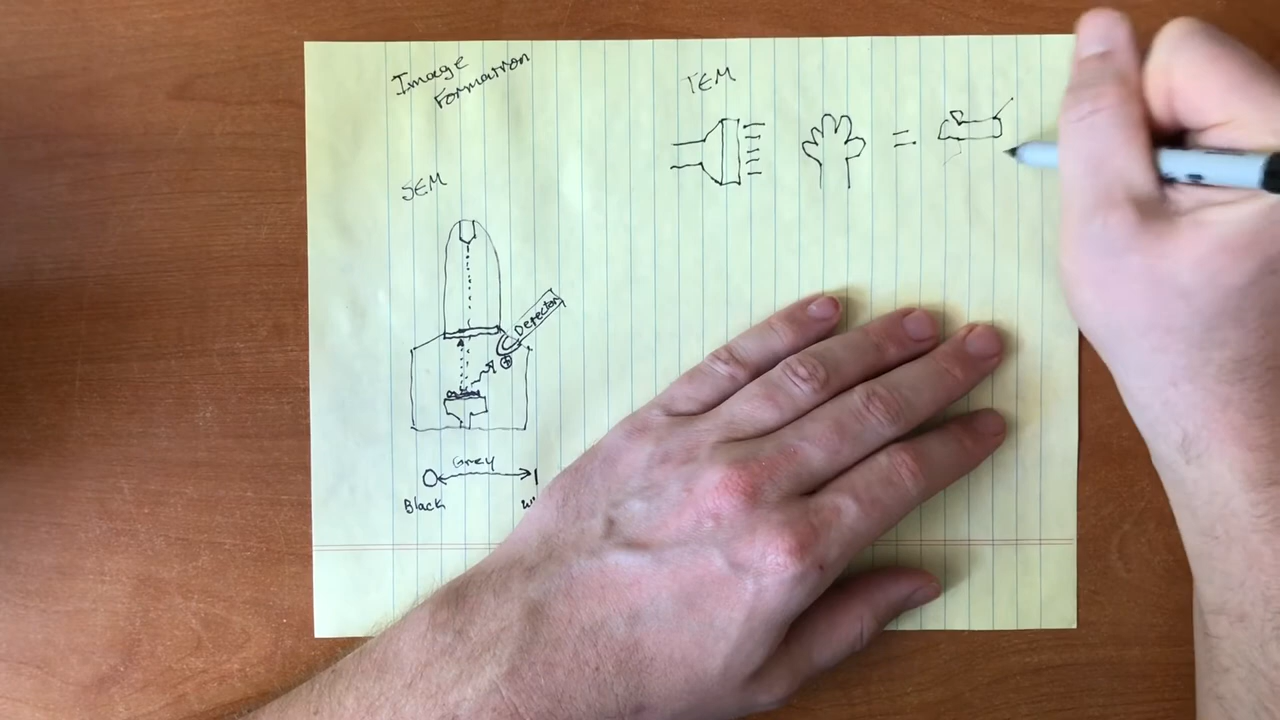 Image
Formation
TEM
=
SEM
Detector
+
Grey
Black